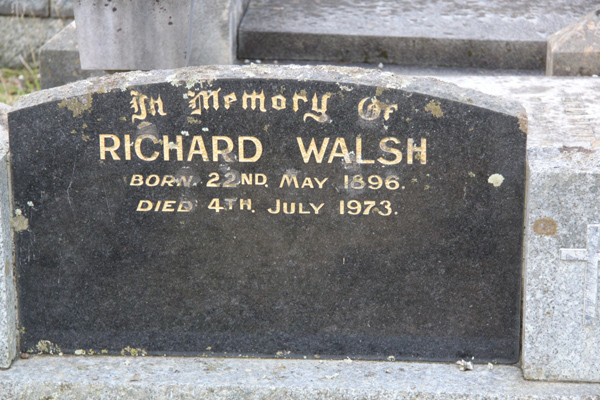 In Memory Of
RICHARD WALSH
BORN. 22ND. MAY 1896.
DIED 4TH. JULY 1973.